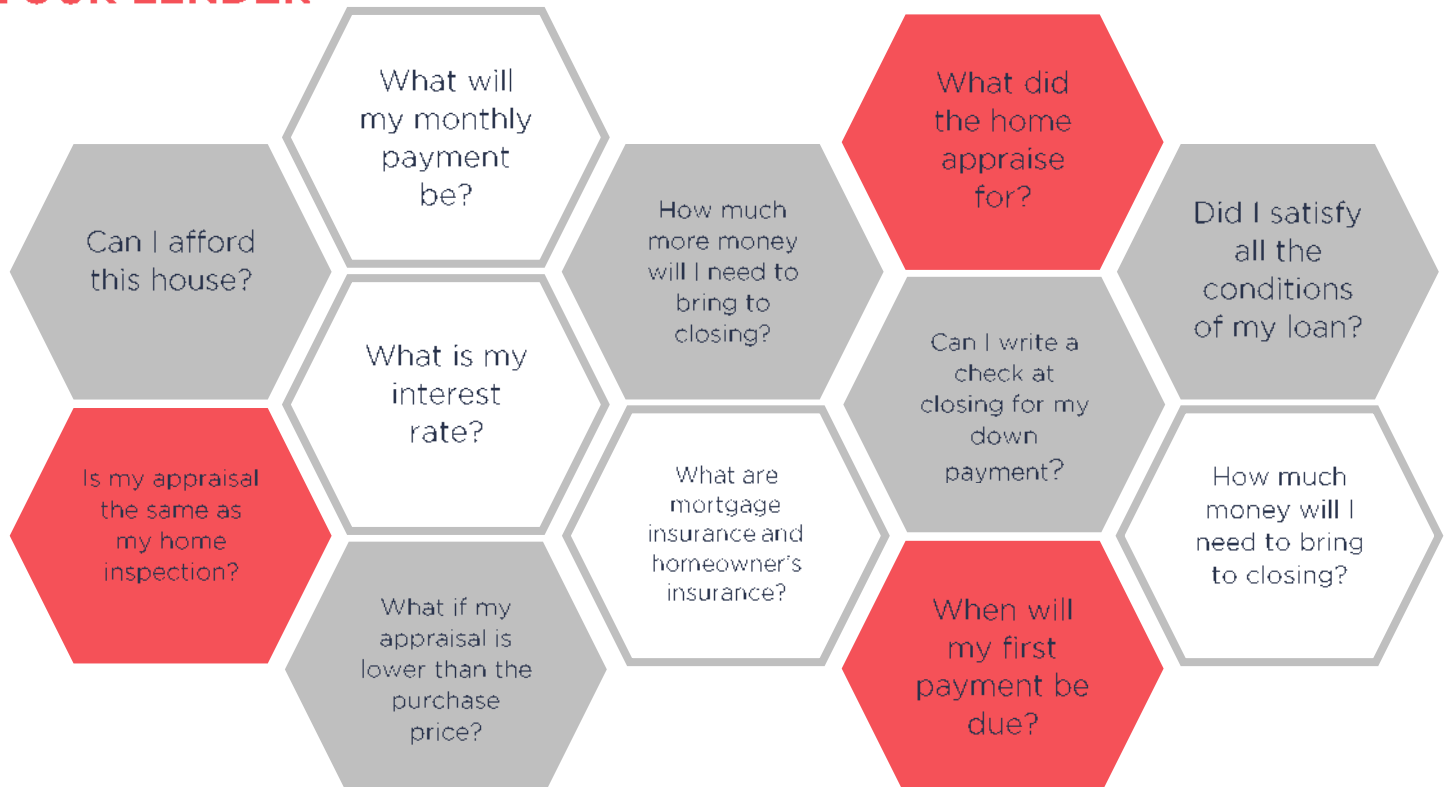 YOUR LENDER
What will
my monthly
payment
be?
What did
the home
appraise
for?
Can I afford
this house?
How much
more money
will I need to
bring to
closing?
Did I satisfy
all the
conditions
of my loan?
What is my
interest
rate?
Can I write a
check at
closing for my
down
payment?
Is my appraisal
the same as
my home
inspection?
What are
mortgage
insurance and
homeowner's
insurance?
How much
money will I
need to bring
to closing?
What if my
appraisal is
lower than the
purchase
price?
When will
my first
payment be
due?